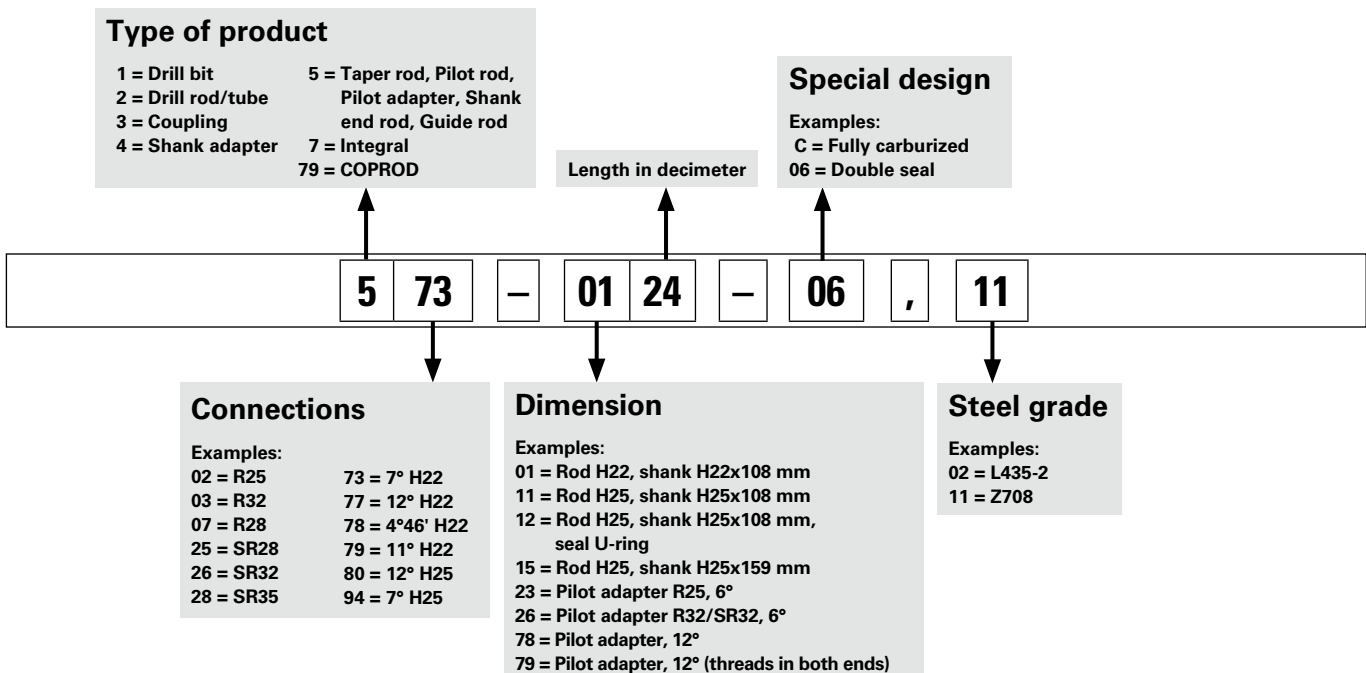 Type of product
1 = Drill bit
2 = Drill rod/tube
3 = Coupling
4 = Shank adapter
5 = Taper rod, Pilot rod,
Pilot adapter, Shank
end rod, Guide rod
7 = Integral
79 = COPROD
Length in decimeter
Special design
Examples:
C = Fully carburized
06 = Double seal
5 73 – 01 24 – 06 , 11
Connections
Examples:
02 = R25
03 = R32
07 = R28
25 = SR28
26 = SR32
28 = SR35
73 = 7° H22
77 = 12° H22
78 = 4°46' H22
79 = 11° H22
80 = 12° H25
94 = 7° H25
Dimension
Examples:
01 = Rod H22, shank H22x108 mm
11 = Rod H25, shank H25x108 mm
12 = Rod H25, shank H25x108 mm,
seal U-ring
15 = Rod H25, shank H25x159 mm
23 = Pilot adapter R25, 6°
26 = Pilot adapter R32/SR32, 6°
78 = Pilot adapter, 12°
79 = Pilot adapter, 12° (threads in both ends)
Steel grade
Examples:
02 = L435-2
11 = Z708